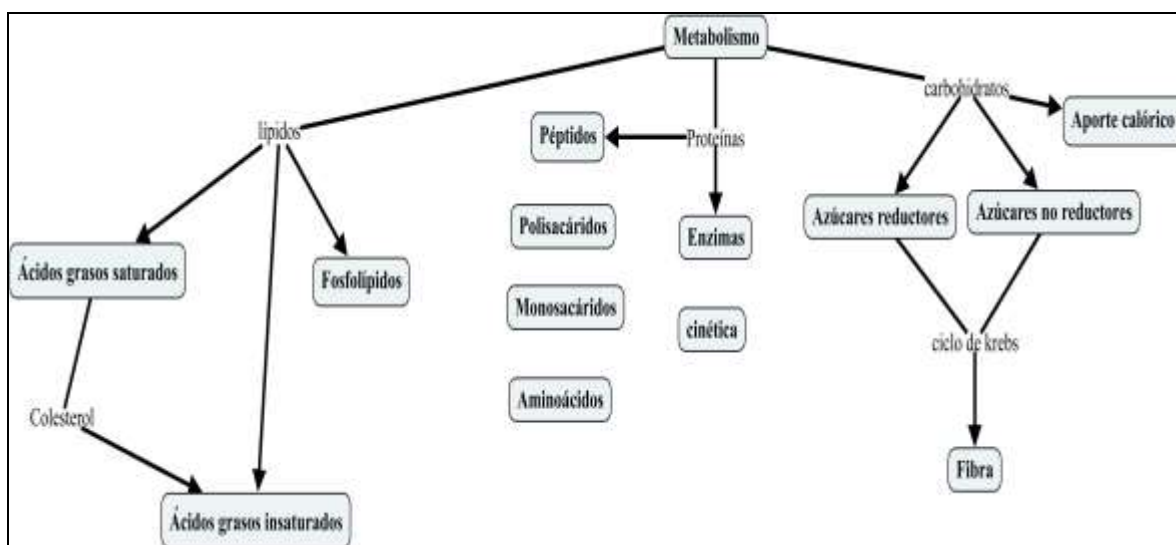 Metabolismo
carbohidratos
Aporte calórico
lípidos
Péptidos
Proteínas
Azúcares reductores
Azúcares no reductores
Polisacáridos
Enzimas
Ácidos grasos saturados
Fosfolípidos
Monosacáridos
cinética
ciclo de krebs
Aminoácidos
Colesterol
Fibra
Ácidos grasos insaturados